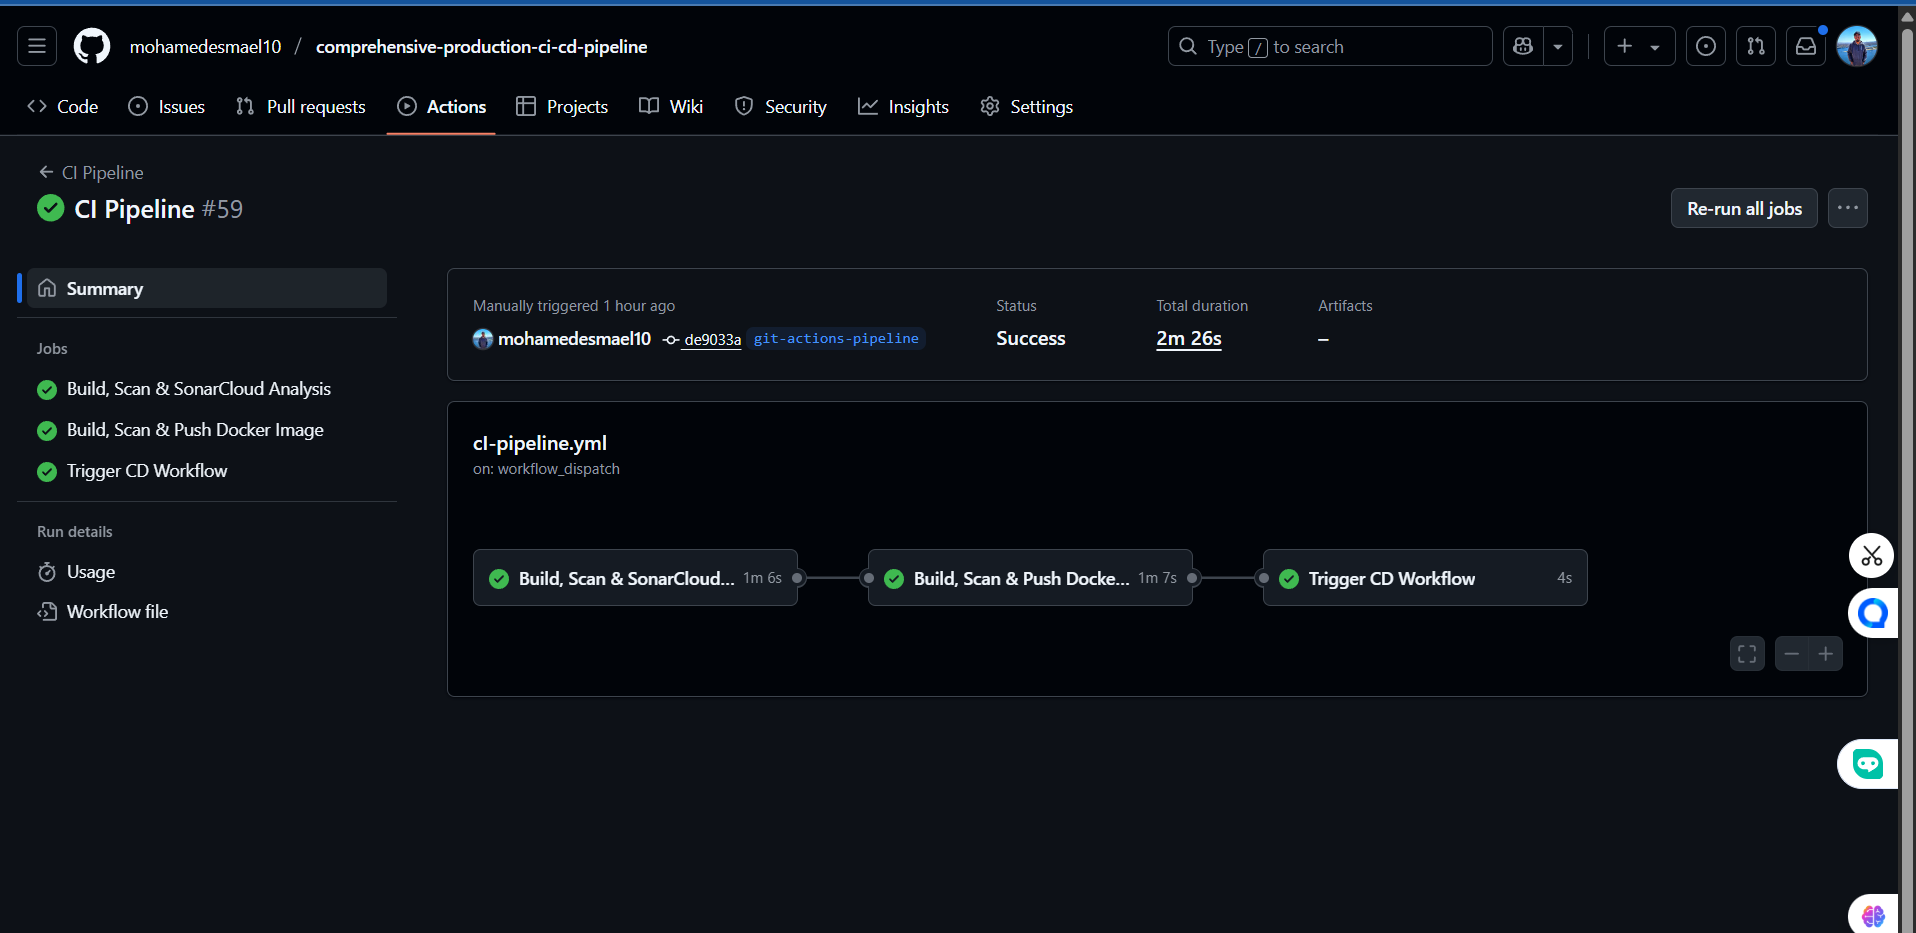 mohamedesmael10 / comprehensive-production-ci-cd-pipeline
Type / to search
Code Issues Pull requests Actions Projects Wiki Security Insights Settings
CI Pipeline
CI Pipeline #59
Re-run all jobs
Summary
Jobs
Build, Scan & SonarCloud Analysis
Build, Scan & Push Docker Image
Trigger CD Workflow
Run details
Usage
Workflow file
Manually triggered 1 hour ago
mohamedesmael10 de9033a git-actions-pipeline
Status
Success
Total duration
2m 26s
Artifacts
–
cI-pipeline.yml
on: workflow_dispatch
Build, Scan & SonarCloud... 1m 6s
Build, Scan & Push Docke... 1m 7s
Trigger CD Workflow 4s